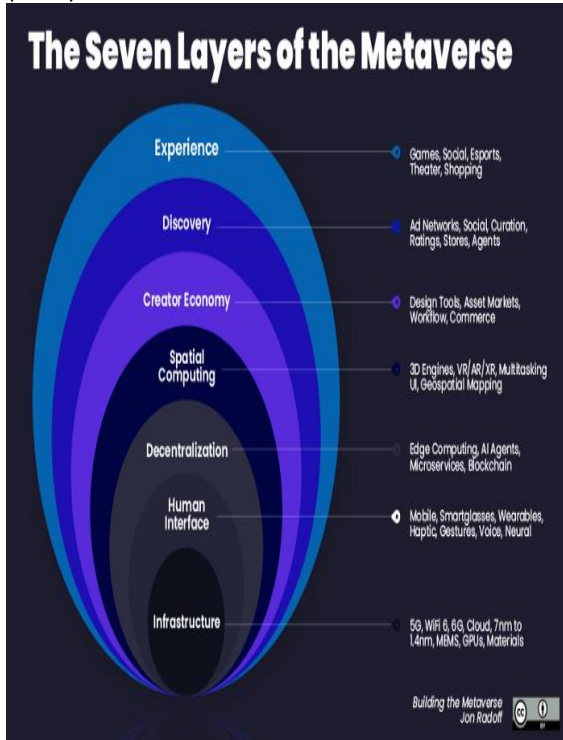 The Seven Layers of the Metaverse
Experience
Games, Social, Esports,
Theater, Shopping
Discovery
Ad Networks, Social, Curation,
Ratings, Stores, Agents
Creator Economy
Design Tools, Asset Markets,
Workflow, Commerce
Spatial
Computing
3D Engines, VR/AR/XR, Multitasking
UI, Geospatial Mapping
Decentralization
Edge Computing, AI Agents,
Microservices, Blockchain
Human
Interface
Mobile, Smartglasses, Wearables,
Haptic, Gestures, Voice, Neural
Infrastructure
5G, WiFi 6, 6G, Cloud, 7nm to
1.4nm, MEMS, GPUs, Materials
Building the Metaverse
Jon Radoff
cc
BY